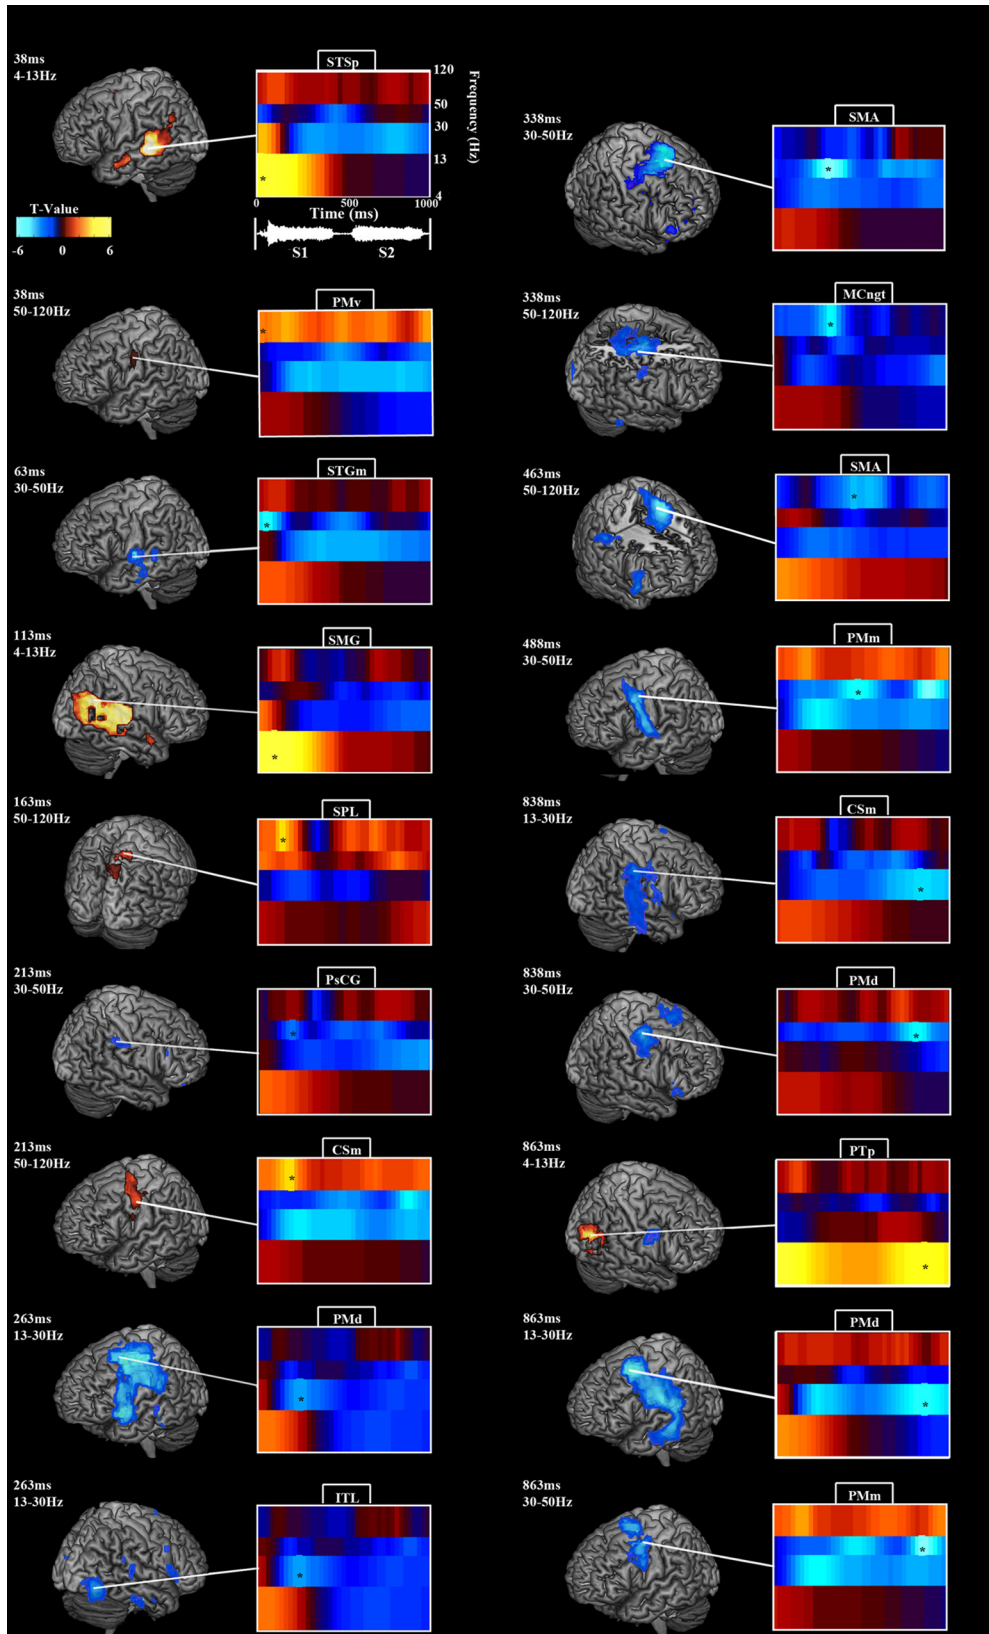 38ms
4-13Hz
STSp
120
50
30
13
4
Frequency (Hz)
0
500
1000
Time (ms)
S1
S2
T-Value
-6
0
6
38ms
50-120Hz
PMv
63ms
30-50Hz
STGm
113ms
4-13Hz
SMG
*
163ms
50-120Hz
SPL
213ms
30-50Hz
PsCG
213ms
50-120Hz
CSm
263ms
13-30Hz
PMd
263ms
13-30Hz
ITL
338ms
30-50Hz
SMA
338ms
50-120Hz
MCngt
463ms
50-120Hz
SMA
488ms
30-50Hz
PMm
838ms
13-30Hz
CSm
838ms
30-50Hz
PMd
863ms
4-13Hz
PTp
863ms
13-30Hz
PMd
863ms
30-50Hz
PMm